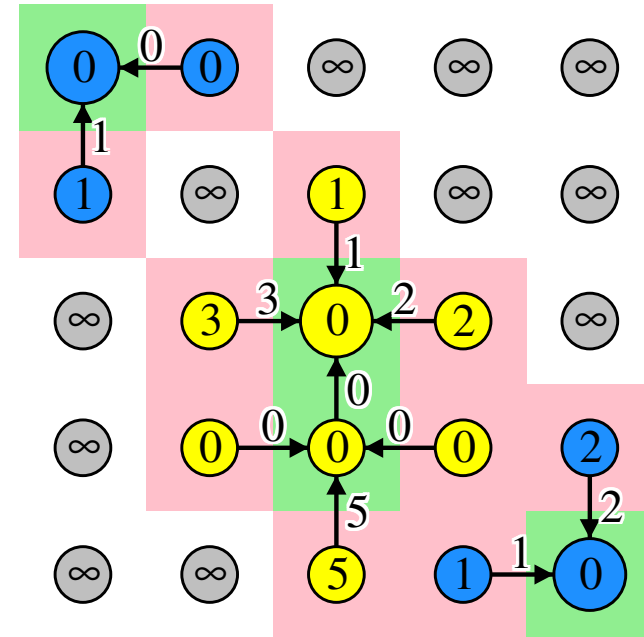 0 0 0 ∞ ∞ ∞
1
1 ∞ 1 ∞ ∞
1
∞ 3 3 0 2 2 ∞
0
∞ 0 0 0 0 0 2
5 2
∞ ∞ 5 1 1 0